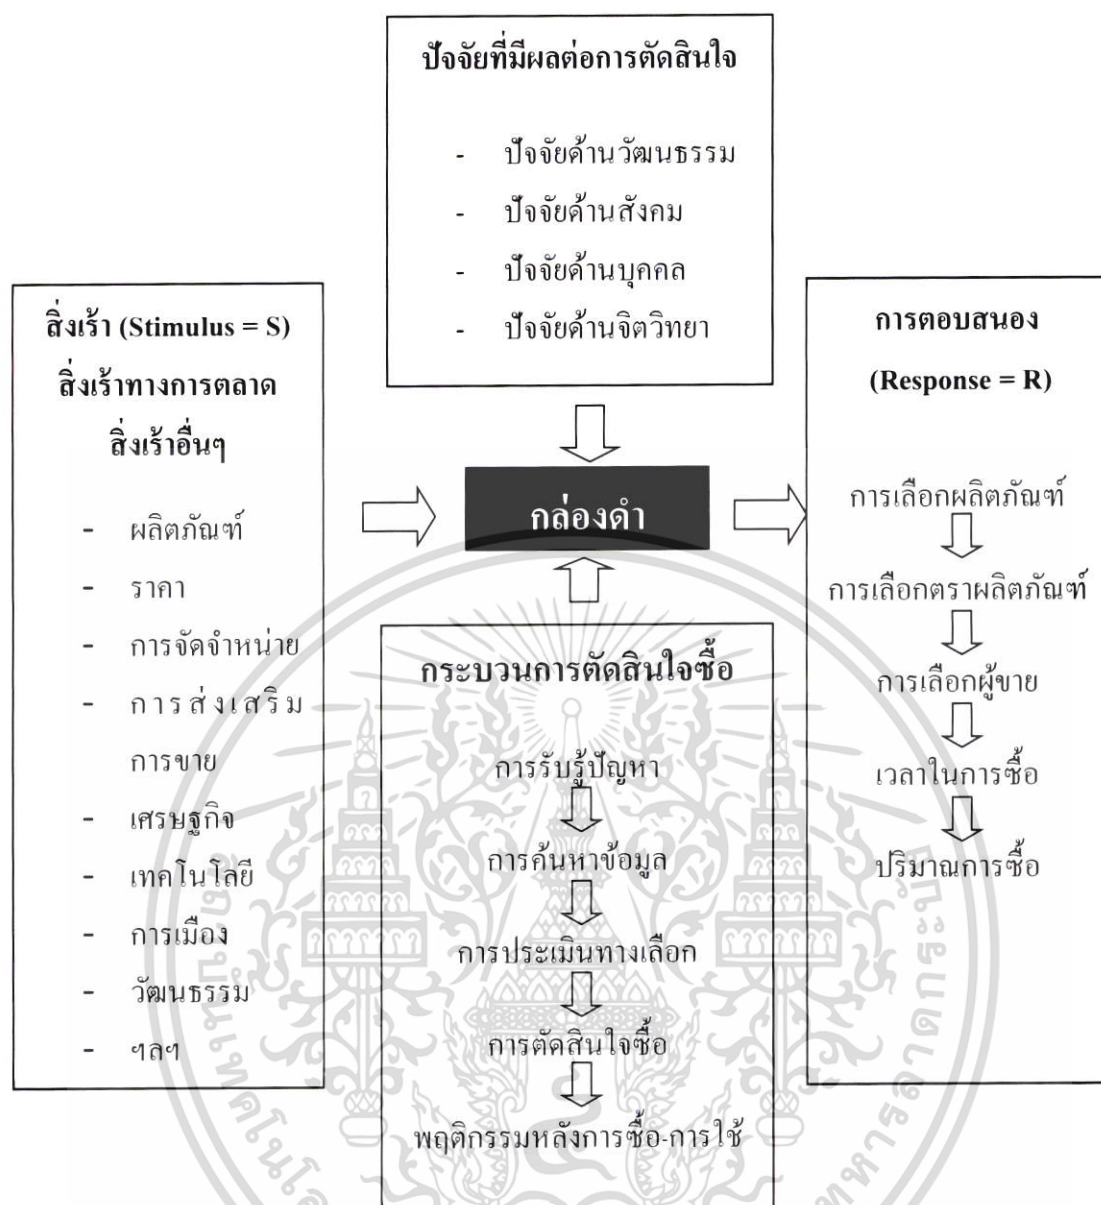 ปัจจัยที่มีผลต่อการตัดสินใจ
- ปัจจัยด้านวัฒนธรรม
- ปัจจัยด้านสังคม
- ปัจจัยด้านบุคคล
- ปัจจัยด้านจิตวิทยา
สิ่งเร้า (Stimulus = S)
สิ่งเร้าทางการตลาด
สิ่งเร้าอื่นๆ
- ผลิตภัณฑ์
- ราคา
- การจัดจำหน่าย
- การส่งเสริม
การขาย
- เศรษฐกิจ
- เทคโนโลยี
- การเมือง
- วัฒนธรรม
- ฯลฯ
กล่องดำ
กระบวนการตัดสินใจซื้อ
การรับรู้ปัญหา
การค้นหาข้อมูล
การประเมินทางเลือก
การตัดสินใจซื้อ
พฤติกรรมหลังการซื้อ-การใช้
การตอบสนอง
(Response = R)
การเลือกผลิตภัณฑ์
การเลือกตราผลิตภัณฑ์
การเลือกผู้ขาย
เวลาในการซื้อ
ปริมาณการซื้อ